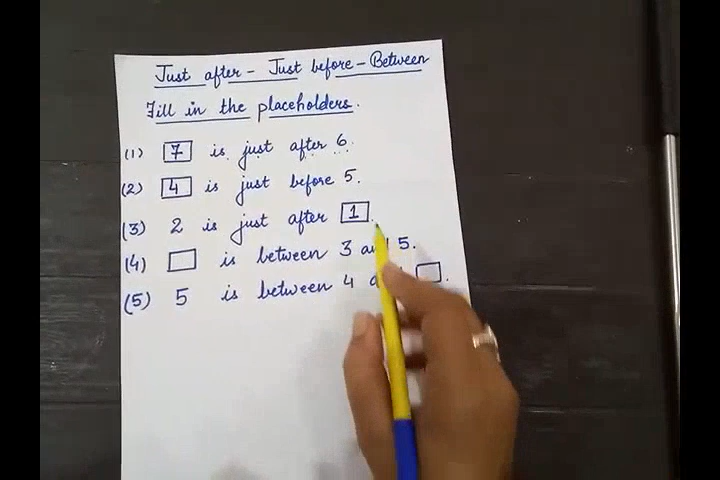 Just after - Just before - Between
Fill in the placeholders.
(1) 7 is just after 6.
(2) 4 is just before 5.
(3) 2 is just after 1.
(4) is between 3 and 5.
(5) 5 is between 4 .